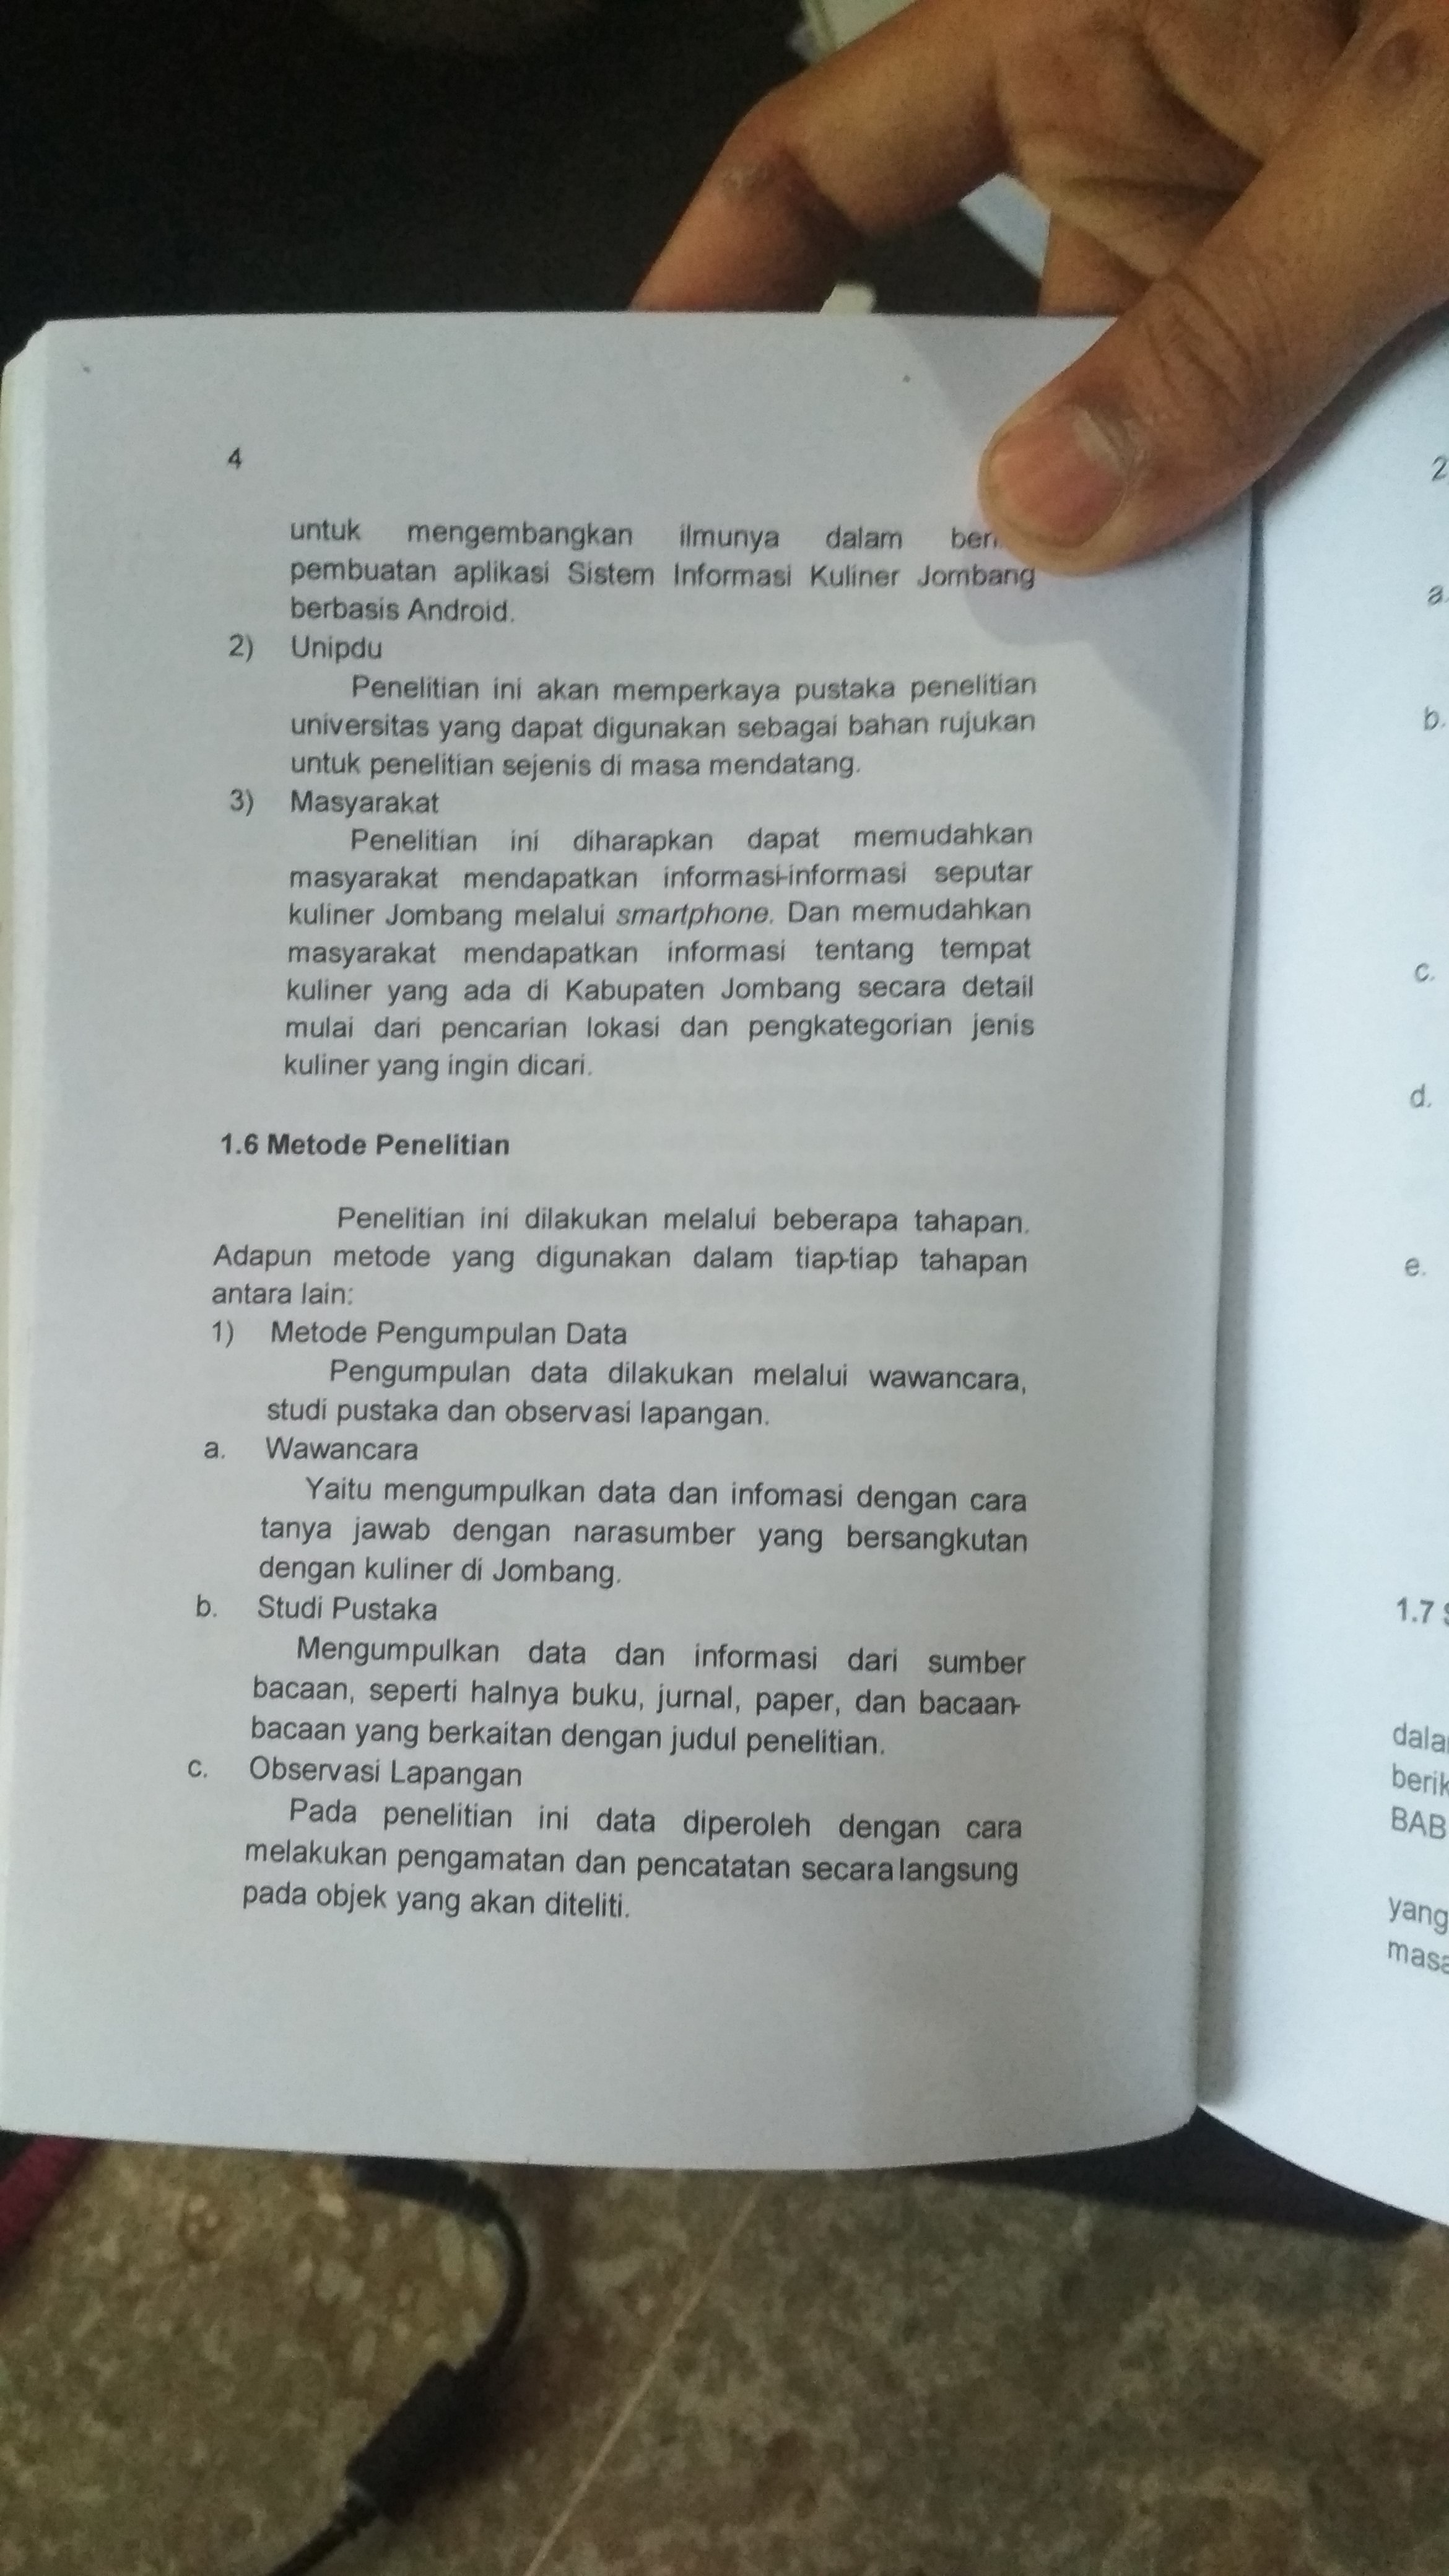 4
untuk mengembangkan ilmunya dalam
pembuatan aplikasi Sistem Informasi Kuliner Jombang
berbasis Android.
2) Unipdu
Penelitian ini akan memperkaya pustaka penelitian
universitas yang dapat digunakan sebagai bahan rujukan
untuk penelitian sejenis di masa mendatang.
3) Masyarakat
Penelitian ini diharapkan dapat memudahkan
masyarakat mendapatkan informasi-informasi seputar
kuliner Jombang melalui smartphone. Dan memudahkan
masyarakat mendapatkan informasi tentang tempat
kuliner yang ada di Kabupaten Jombang secara detail
mulai dari pencarian lokasi dan pengkategorian jenis
kuliner yang ingin dicari.
1.6 Metode Penelitian
Penelitian ini dilakukan melalui beberapa tahapan.
Adapun metode yang digunakan dalam tiap-tiap tahapan
antara lain:
1) Metode Pengumpulan Data
Pengumpulan data dilakukan melalui wawancara,
studi pustaka dan observasi lapangan.
a. Wawancara
Yaitu mengumpulkan data dan infomasi dengan cara
tanya jawab dengan narasumber yang bersangkutan
dengan kuliner di Jombang.
b. Studi Pustaka
Mengumpulkan data dan informasi dari sumber
bacaan, seperti halnya buku, jurnal, paper, dan bacaan-
bacaan yang berkaitan dengan judul penelitian.
c. Observasi Lapangan
Pada penelitian ini data diperoleh dengan cara
melakukan pengamatan dan pencatatan secara langsung
pada objek yang akan diteliti.
2
a.
b.
c.
d.
e.
1.7
BAB
yang